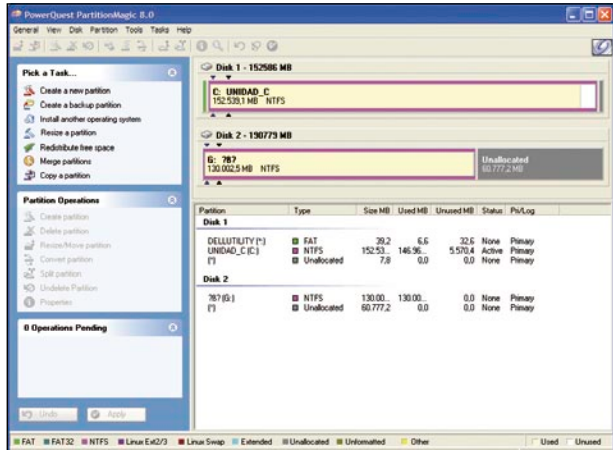 PowerQuest PartitionMagic 8.0
General View Disk Partition Tools Tasks Help
Pick a Task...
Create a new partition
Create a backup partition
Install another operating system
Resize a partition
Redistribute free space
Merge partitions
Copy a partition
Partition Operations
Create partition
Delete partition
Resize/Move partition
Convert partition
Split partition
Undelete Partition
Properties
0 Operations Pending
Undo Apply
Disk 1 - 152586 MB
C: UNIDAD_C
152.539,1 MB NTFS
Disk 2 - 190779 MB
G: ?8?
130.002,5 MB NTFS
Unallocated
60.777,2 MB
Partition Type Size MB Used MB Unused MB Status Pri/Log
Disk 1
DELLUTILITY (*:) FAT 39,2 6,6 32,6 None Primary
UNIDAD_C (C:) NTFS 152.53... 146.96... 5.570,4 Active Primary
(*) Unallocated 7,8 0,0 0,0 None Primary
Disk 2
?8? (G:) NTFS 130.00... 130.00... 0,0 None Primary
(*) Unallocated 60.777,2 0,0 0,0 None Primary
FAT FAT32 NTFS Linux Ext2/3 Linux Swap Extended Unallocated Unformatted Other Used Unused